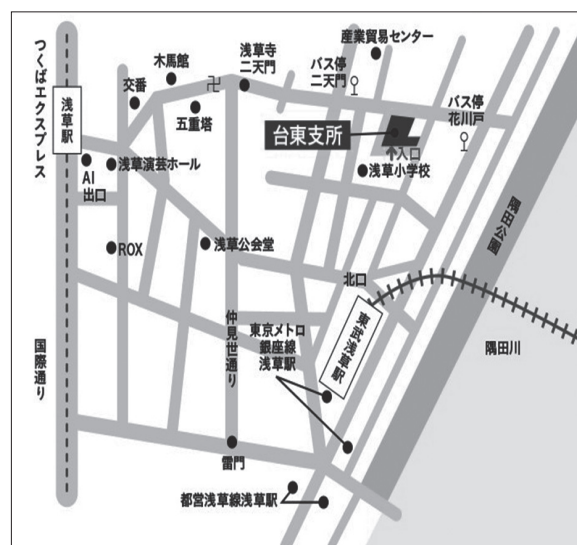 つくばエクスプレス
浅草駅
木馬館
交番
卍
五重塔
浅草寺
二天門
産業貿易センター
バス停
二天門
バス停
花川戸
台東支所
↑入口
浅草小学校
A1
出口
浅草演芸ホール
ROX
浅草公会堂
隅田公園
北口
東武浅草駅
仲見世通り
東京メトロ
銀座線
浅草駅
隅田川
国際通り
雷門
都営浅草線浅草駅